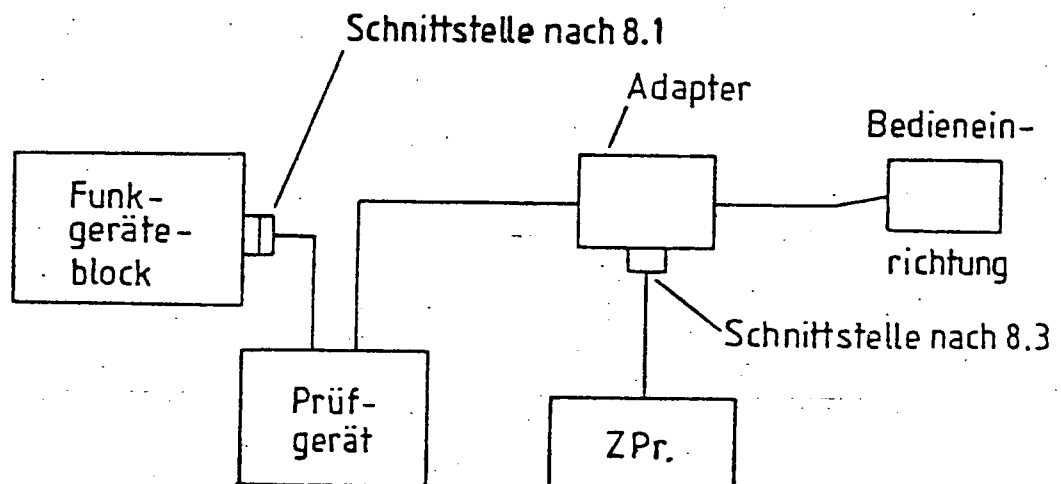 Schnittstelle nach 8.1
Adapter
Bedienein-
Funk-
geräte-
block
richtung
Schnittstelle nach 8.3
Prüf-
gerät
ZPr.